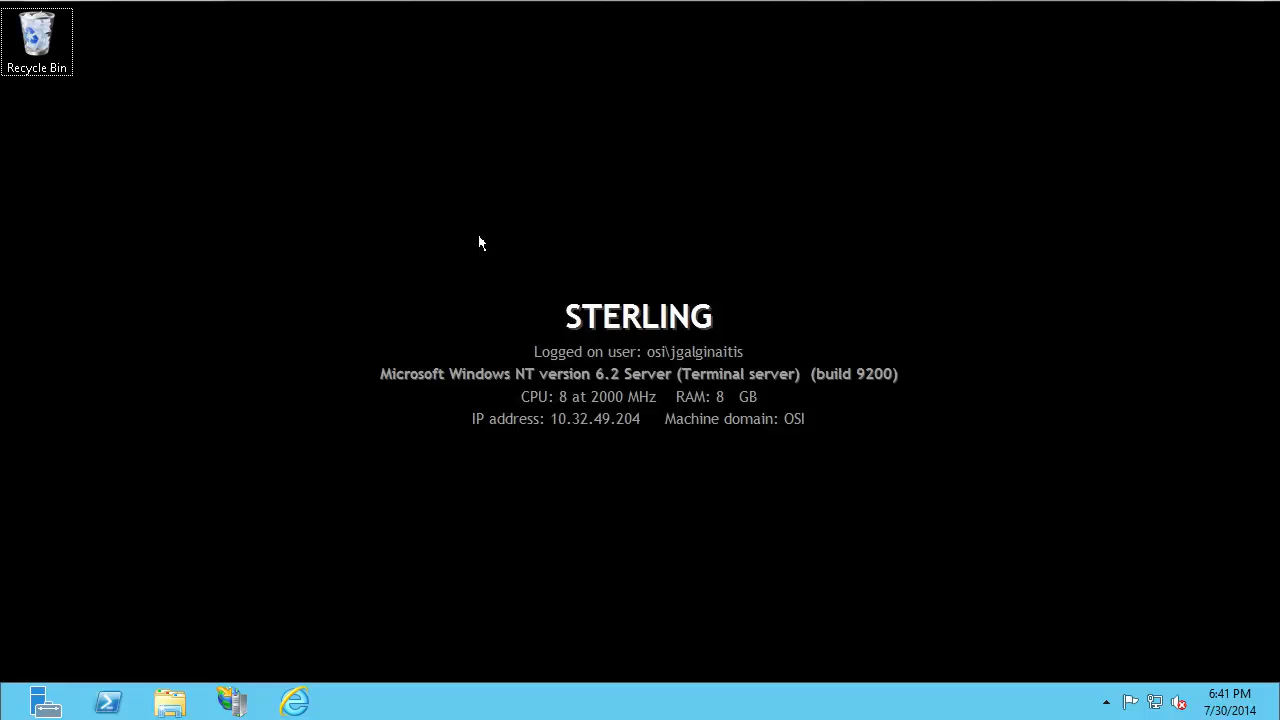 Recycle Bin
STERLING
Logged on user: osi\jgalginaitis
Microsoft Windows NT version 6.2 Server (Terminal server) (build 9200)
CPU: 8 at 2000 MHz RAM: 8 GB
IP address: 10.32.49.204 Machine domain: OSI
6:41 PM
7/30/2014